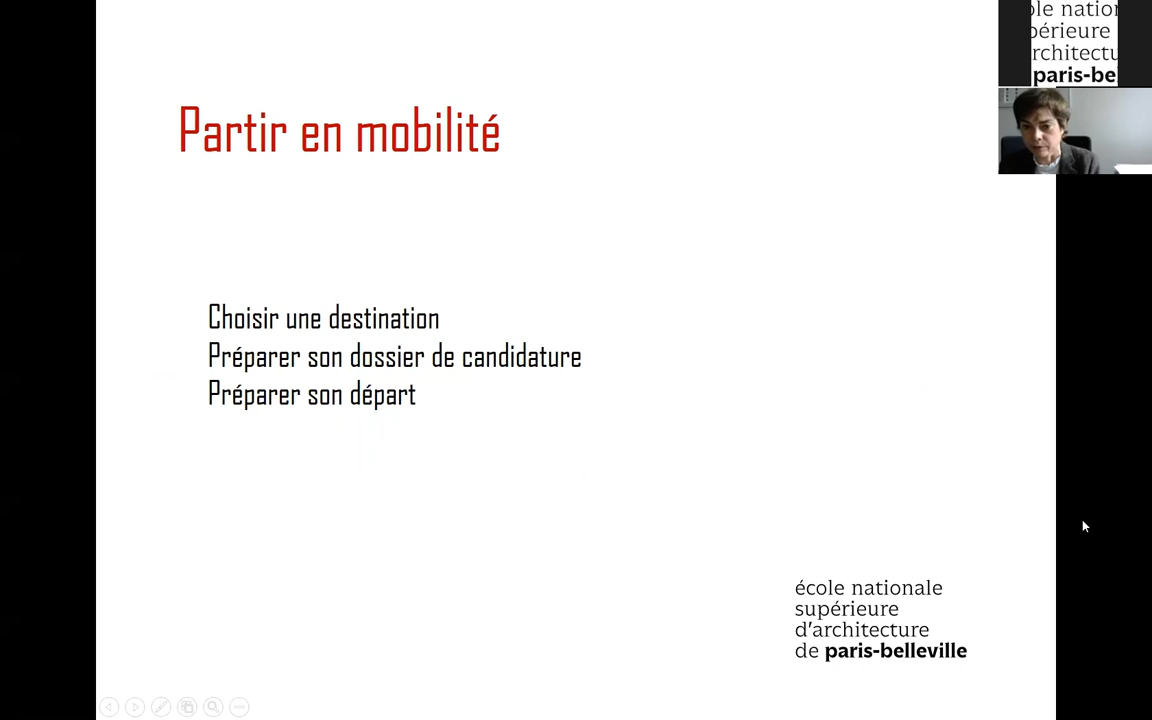 Partir en mobilité
Choisir une destination
Préparer son dossier de candidature
Préparer son départ
école nationale
supérieure
d'architecture
de paris-belleville